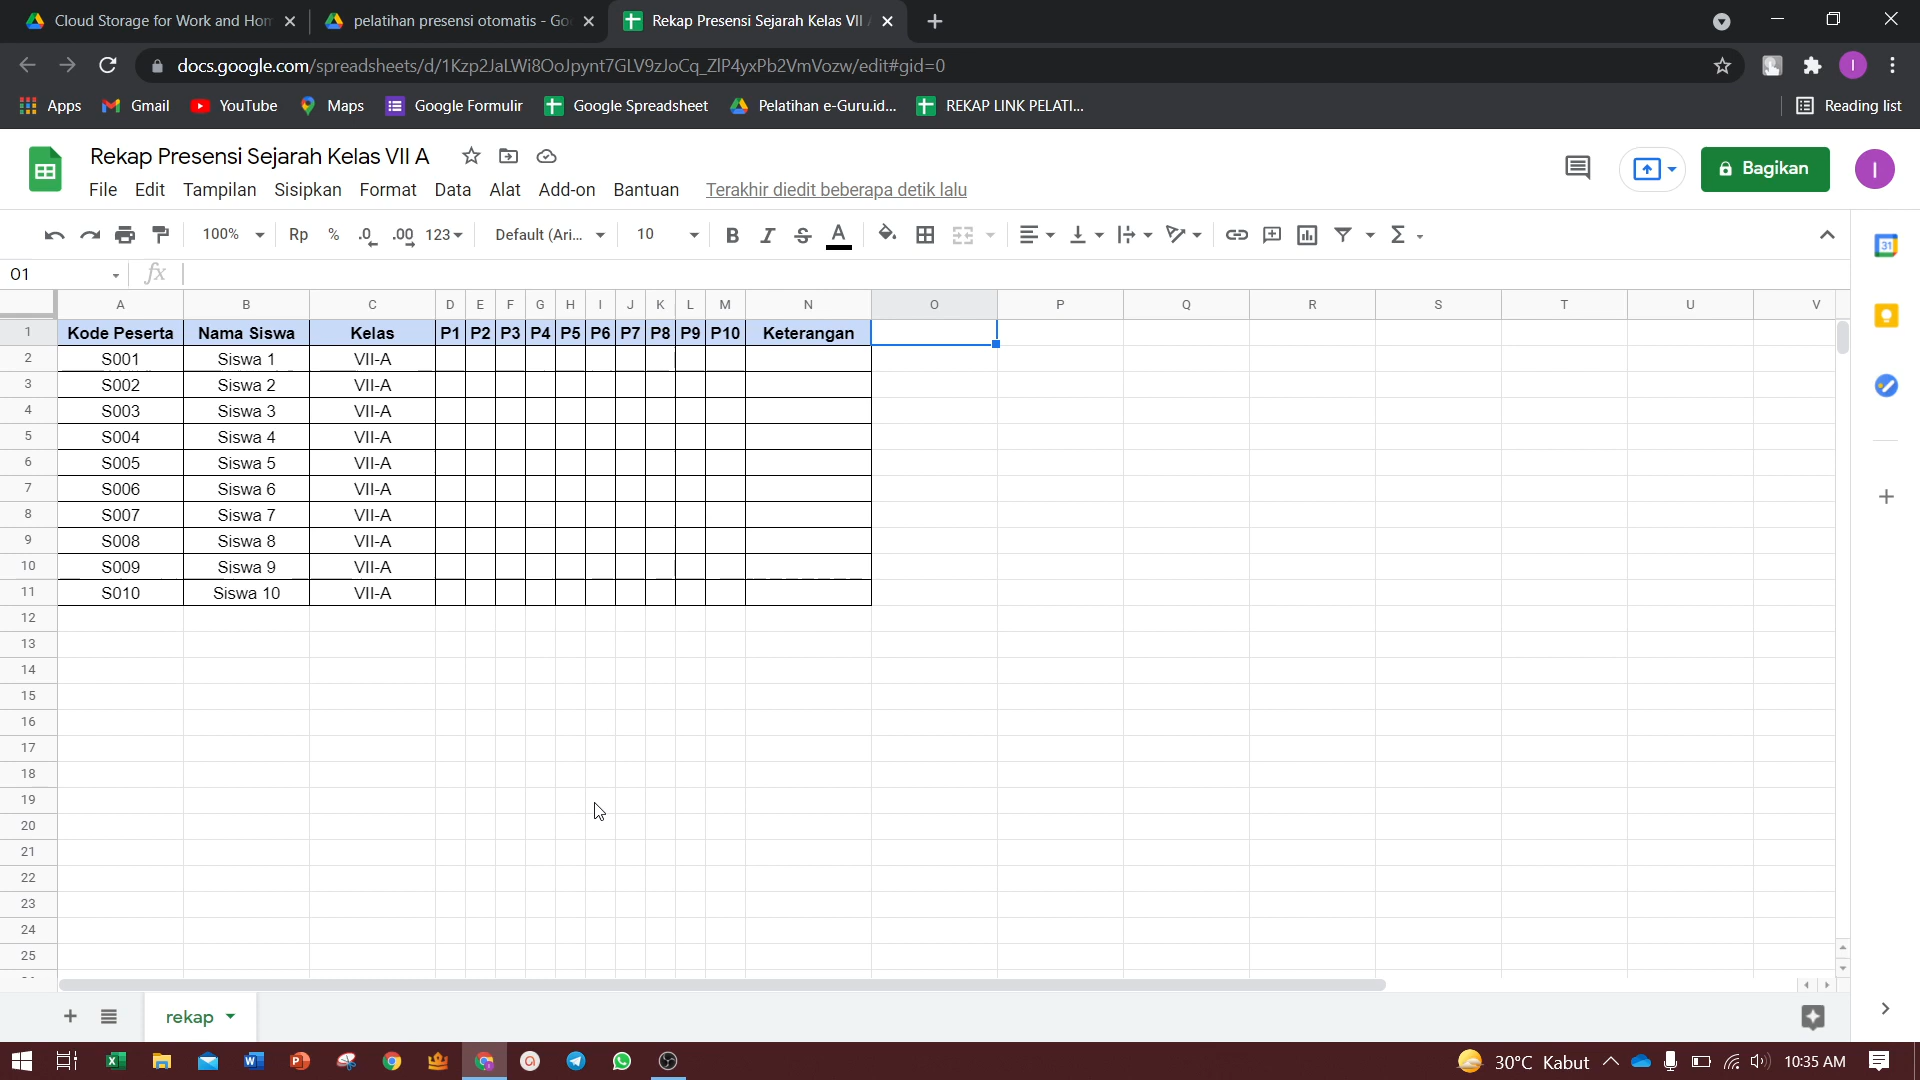 Cloud Storage for Work and Hom
pelatihan presensi otomatis - Goo
Rekap Presensi Sejarah Kelas VII A
docs.google.com/spreadsheets/d/1Kzp2JaLWi8OoJpynt7GLV9zJoCq_ZlP4yxPb2VmVozw/edit#gid=0
I
Apps Gmail YouTube Maps Google Formulir Google Spreadsheet Pelatihan e-Guru.id... REKAP LINK PELATI... Reading list
Rekap Presensi Sejarah Kelas VII A
Bagikan
I
File Edit Tampilan Sisipkan Format Data Alat Add-on Bantuan Terakhir diedit beberapa detik lalu
100% Rp % .0 .00 123 Default (Ari... 10 B I S A Σ
31
O1 fx
A B C D E F G H I J K L M N O P Q R S T U V
1 Kode Peserta Nama Siswa Kelas P1 P2 P3 P4 P5 P6 P7 P8 P9 P10 Keterangan
2 S001 Siswa 1 VII-A
3 S002 Siswa 2 VII-A
4 S003 Siswa 3 VII-A
5 S004 Siswa 4 VII-A
6 S005 Siswa 5 VII-A
7 S006 Siswa 6 VII-A
8 S007 Siswa 7 VII-A
9 S008 Siswa 8 VII-A
10 S009 Siswa 9 VII-A
11 S010 Siswa 10 VII-A
12
13
14
15
16
17
18
19
20
21
22
23
24
25
rekap
30°C Kabut 10:35 AM